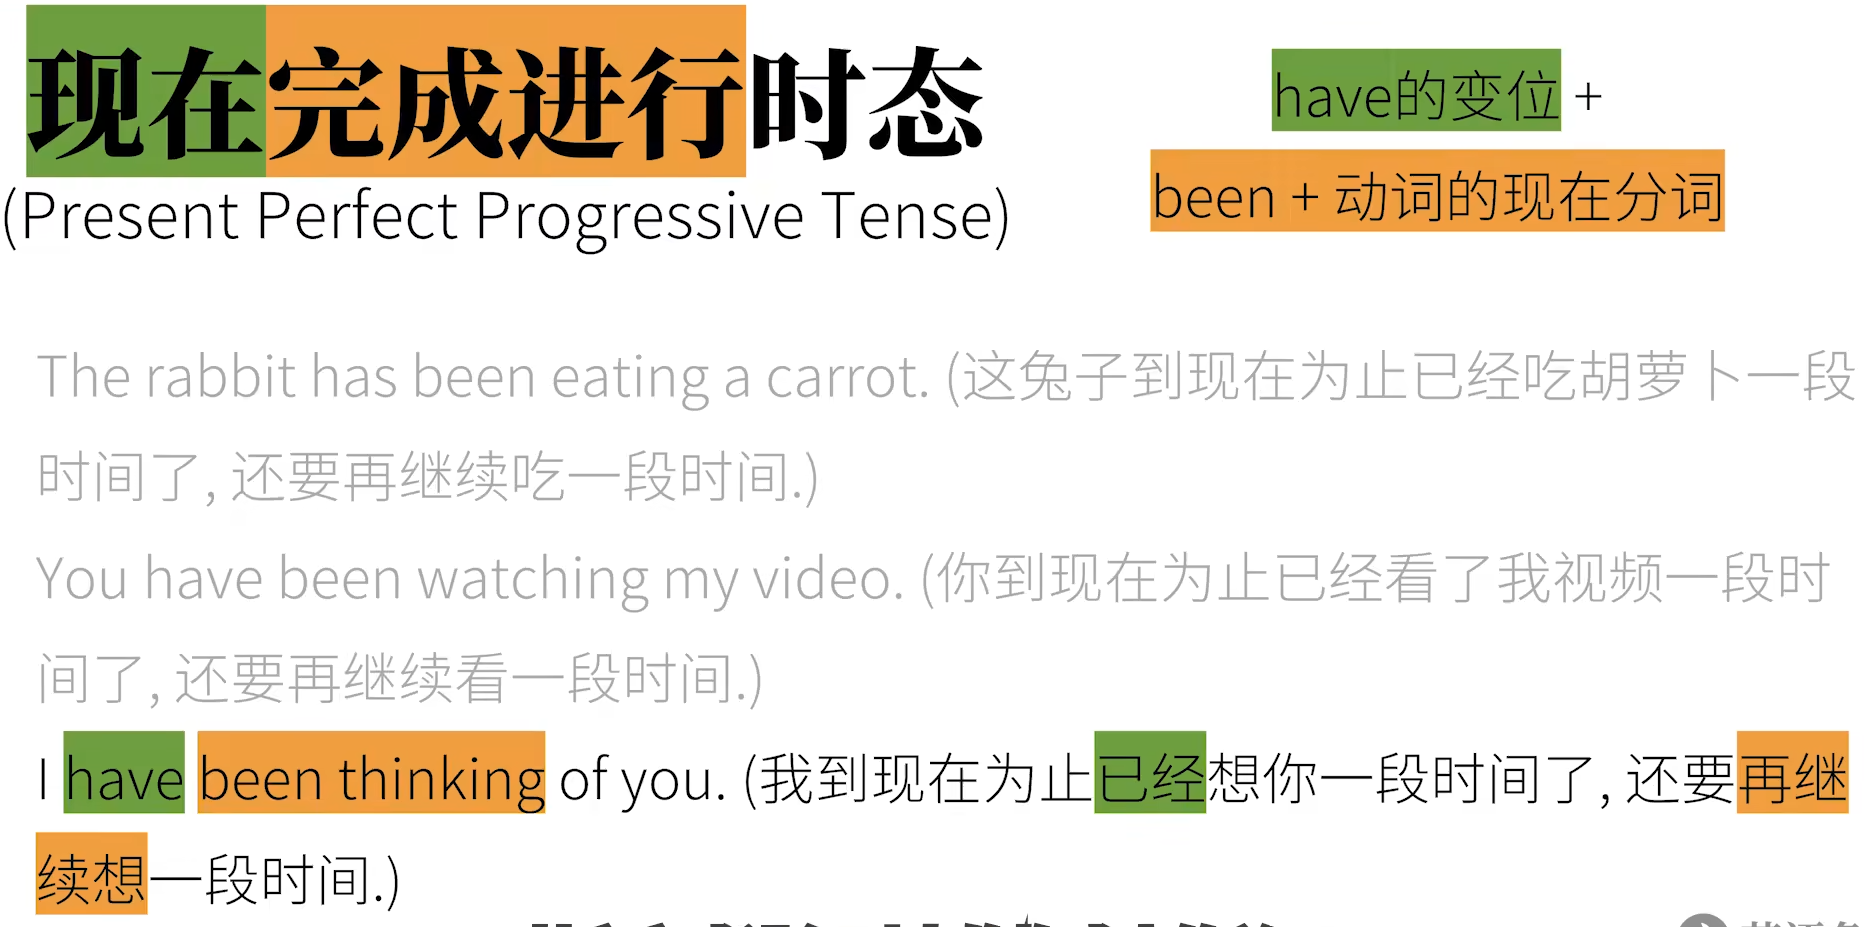 现在完成进行时态
(Present Perfect Progressive Tense)
have的变位 +
been + 动词的现在分词
The rabbit has been eating a carrot. (这兔子到现在为止已经吃胡萝卜一段
时间了, 还要再继续吃一段时间.)
You have been watching my video. (你到现在为止已经看了我视频一段时
间了, 还要再继续看一段时间.)
I have been thinking of you. (我到现在为止已经想你一段时间了, 还要再继
续想一段时间.)